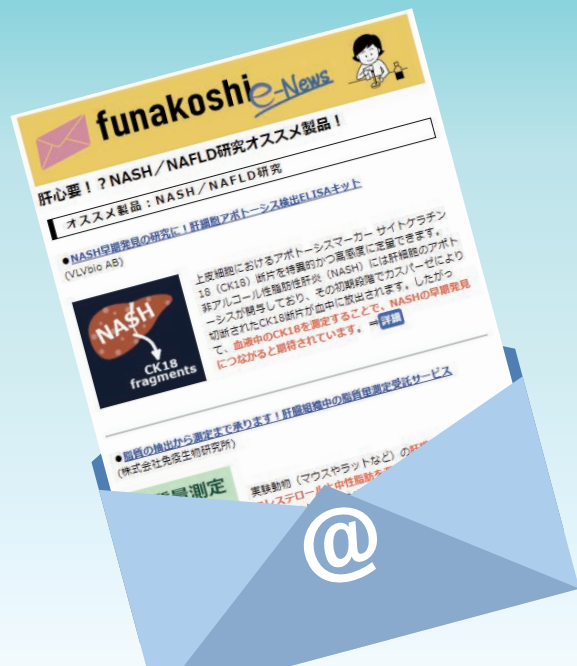 funakoshi e-News
肝心要！？NASH／NAFLD研究オススメ製品！
オススメ製品：NASH／NAFLD研究
●NASH早期発見の研究に！肝細胞アポトーシス検出ELISAキット
(VLVbio AB)
NASH
CK18
fragments
上皮細胞におけるアポトーシスマーカー サイトケラチン
18（CK18）断片を特異的かつ高感度に定量できます。
非アルコール性脂肪性肝炎（NASH）には肝細胞のアポト
ーシスが関与しており、その初期段階でカスパーゼにより
切断されたCK18断片が血中に放出されます。したがっ
て、血液中のCK18を測定することで、NASHの早期発見
につながると期待されています。⇒詳細
●脂質の抽出から測定まで承ります！肝臓組織中の脂質量測定受託サービス
(株式会社免疫生物研究所)
量測定
実験動物（マウスやラットなど）の肝
レステロール 中性脂肪を
@